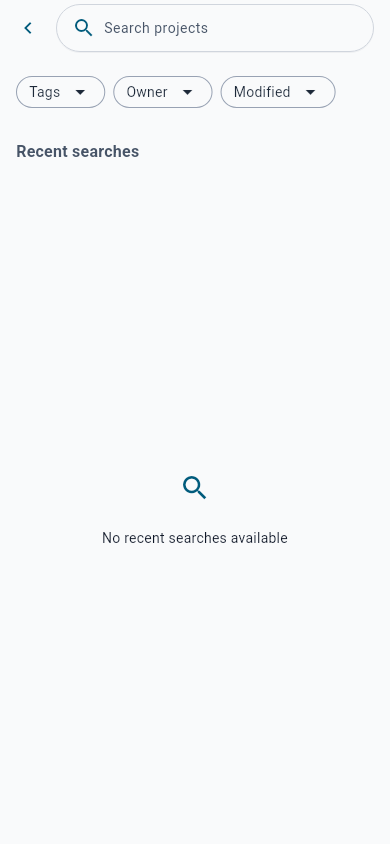 Search projects
Tags
Owner
Modified
Recent searches
No recent searches available